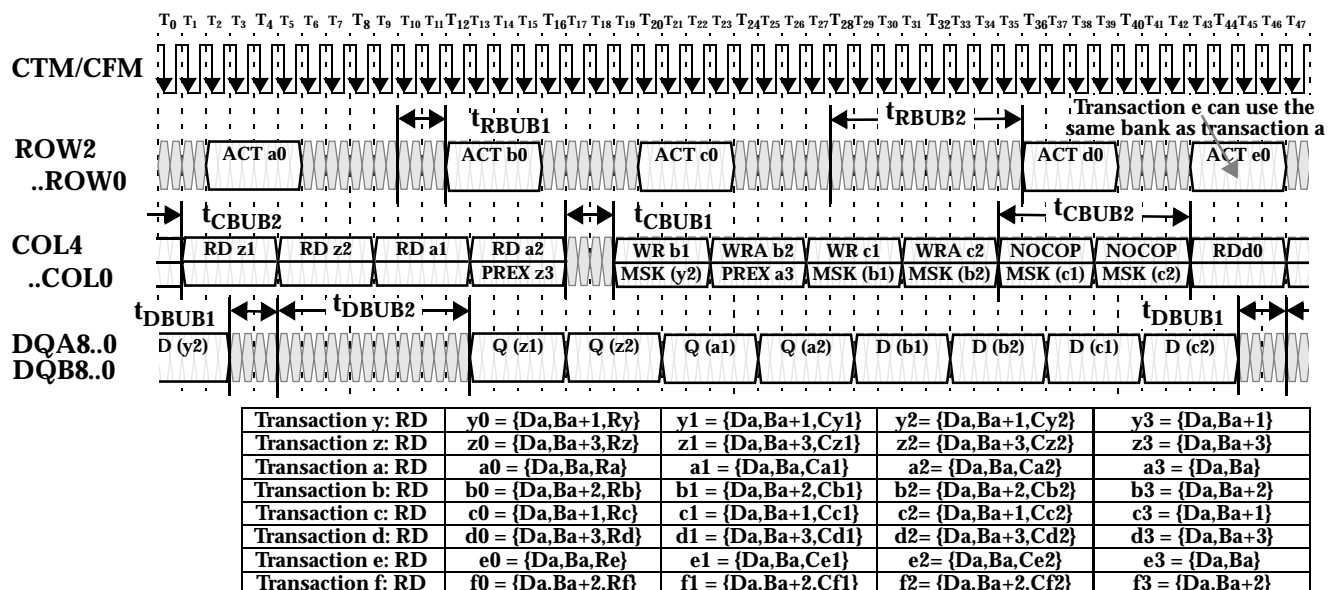 T0 T1 T2 T3 T4 T5 T6 T7 T8 T9 T10 T11 T12 T13 T14 T15 T16 T17 T18 T19 T20 T21 T22 T23 T24 T25 T26 T27 T28 T29 T30 T31 T32 T33 T34 T35 T36 T37 T38 T39 T40 T41 T42 T43 T44 T45 T46 T47
CTM/CFM
Transaction e can use the
same bank as transaction a
tRBUB1 tRBUB2
ROW2
..ROW0
ACT a0 ACT b0 ACT c0 ACT d0 ACT e0
tCBUB2 tCBUB1 tCBUB2
COL4
..COL0
RD z1 RD z2 RD a1 RD a2 WR b1 WRA b2 WR c1 WRA c2 NOCOP NOCOP RDd0
PREX z3 MSK (y2) PREX a3 MSK (b1) MSK (b2) MSK (c1) MSK (c2)
tDBUB1 tDBUB2 tDBUB1
DQA8..0
DQB8..0
D (y2) Q (z1) Q (z2) Q (a1) Q (a2) D (b1) D (b2) D (c1) D (c2)
Transaction y: RD y0 = {Da,Ba+1,Ry} y1 = {Da,Ba+1,Cy1} y2= {Da,Ba+1,Cy2} y3 = {Da,Ba+1}
Transaction z: RD z0 = {Da,Ba+3,Rz} z1 = {Da,Ba+3,Cz1} z2= {Da,Ba+3,Cz2} z3 = {Da,Ba+3}
Transaction a: RD a0 = {Da,Ba,Ra} a1 = {Da,Ba,Ca1} a2= {Da,Ba,Ca2} a3 = {Da,Ba}
Transaction b: RD b0 = {Da,Ba+2,Rb} b1 = {Da,Ba+2,Cb1} b2= {Da,Ba+2,Cb2} b3 = {Da,Ba+2}
Transaction c: RD c0 = {Da,Ba+1,Rc} c1 = {Da,Ba+1,Cc1} c2= {Da,Ba+1,Cc2} c3 = {Da,Ba+1}
Transaction d: RD d0 = {Da,Ba+3,Rd} d1 = {Da,Ba+3,Cd1} d2= {Da,Ba+3,Cd2} d3 = {Da,Ba+3}
Transaction e: RD e0 = {Da,Ba,Re} e1 = {Da,Ba,Ce1} e2= {Da,Ba,Ce2} e3 = {Da,Ba}
Transaction f: RD f0 = {Da,Ba+2,Rf} f1 = {Da,Ba+2,Cf1} f2= {Da,Ba+2,Cf2} f3 = {Da,Ba+2}